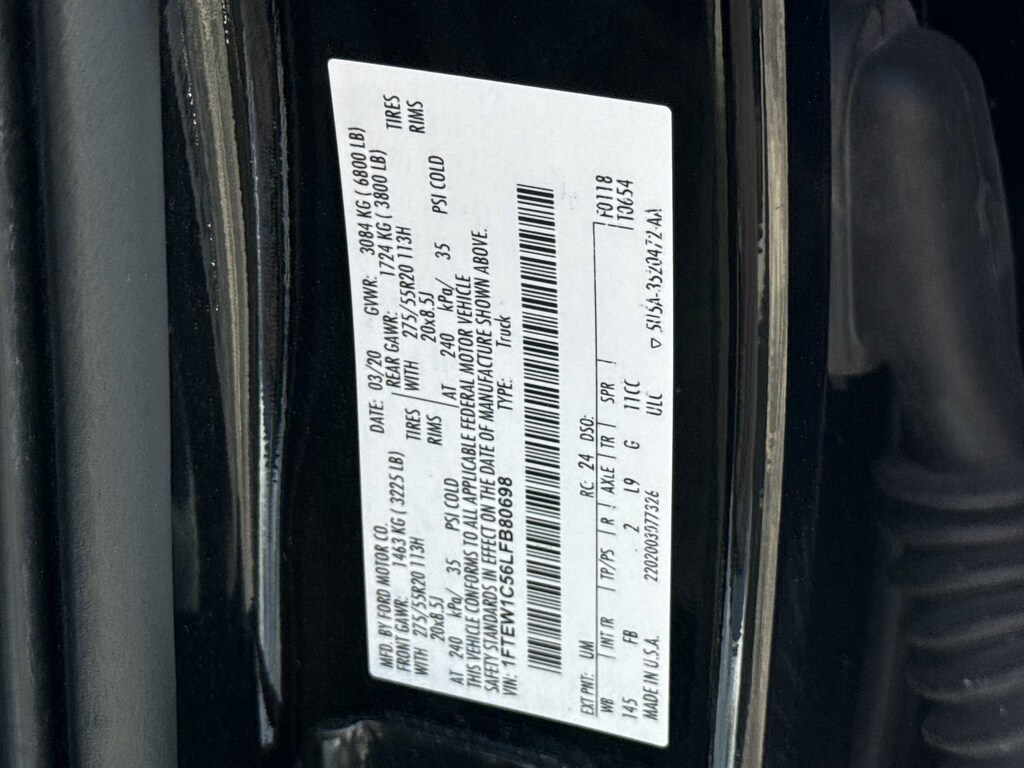 MFD. BY FORD MOTOR CO.
DATE: 03/20 GVWR: 3084 KG ( 6800 LB)
FRONT GAWR: 1463 KG ( 3225 LB) REAR GAWR: 1724 KG ( 3800 LB)
WITH 275/55R20 113H TIRES WITH 275/55R20 113H TIRES
20x8.5J RIMS 20x8.5J RIMS
AT 240 kPa/ 35 PSI COLD AT 240 kPa/ 35 PSI COLD
THIS VEHICLE CONFORMS TO ALL APPLICABLE FEDERAL MOTOR VEHICLE
SAFETY STANDARDS IN EFFECT ON THE DATE OF MANUFACTURE SHOWN ABOVE.
VIN: 1FTEW1C56LFB80698 TYPE: Truck
EXT PNT: UM RC: 24 DSO: F0118
WB INT TR TP/PS R AXLE TR SPR T0654
145 FB 2 L9 G 11CC
MADE IN U.S.A. 2202003077326 ULC